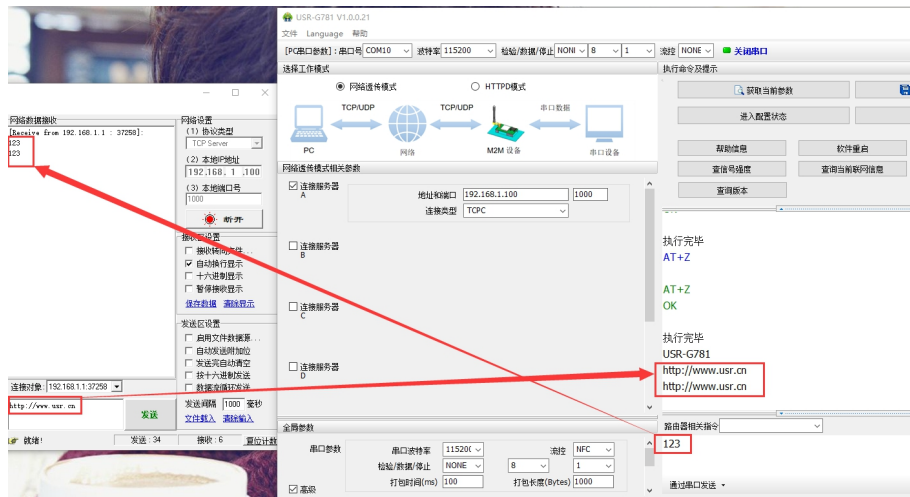 USR-G781 V1.0.0.21
文件 Language 帮助
[PC串口参数]：串口号 COM10 波特率 115200 检验/数据/停止 NONI 8 1 流控 NONE 关闭串口
选择工作模式
网络透传模式 HTTPD模式
TCP/UDP TCP/UDP 串口数据
PC 网络 M2M 设备 串口设备
网络透传模式相关参数
连接服务器
A
地址和端口 192.168.1.100 1000
连接类型 TCPC
连接服务器
B
连接服务器
C
连接服务器
D
全局参数
串口参数 串口波特率 11520( 流控 NFC
检验/数据/停止 NONE 8 1
打包时间(ms) 100 打包长度(Bytes) 1000
高级
执行命令及提示
获取当前参数
进入配置状态
帮助信息 软件重启
查信号强度 查询当前联网信息
查询版本
执行完毕
AT+Z
AT+Z
OK
执行完毕
USR-G781
http://www.usr.cn
http://www.usr.cn
路由器相关指令
123
通过串口发送
网络数据接收
[Receive from 192.168.1.1 : 37258]:
123
123
网络设置
(1) 协议类型
TCP Server
(2) 本地IP地址
192.168. 1 .100
(3) 本地端口号
1000
断开
接收区设置
接收转向文件...
自动换行显示
十六进制显示
暂停接收显示
保存数据 清除显示
发送区设置
启用文件数据源...
自动发送附加位
发送完自动清空
按十六进制发送
数据流循环发送
发送间隔 1000 毫秒
文件载入 清除输入
连接对象: 192.168.1.1:37258
http://www.usr.cn
发送
就绪! 发送 : 34 接收 : 6 复位计数